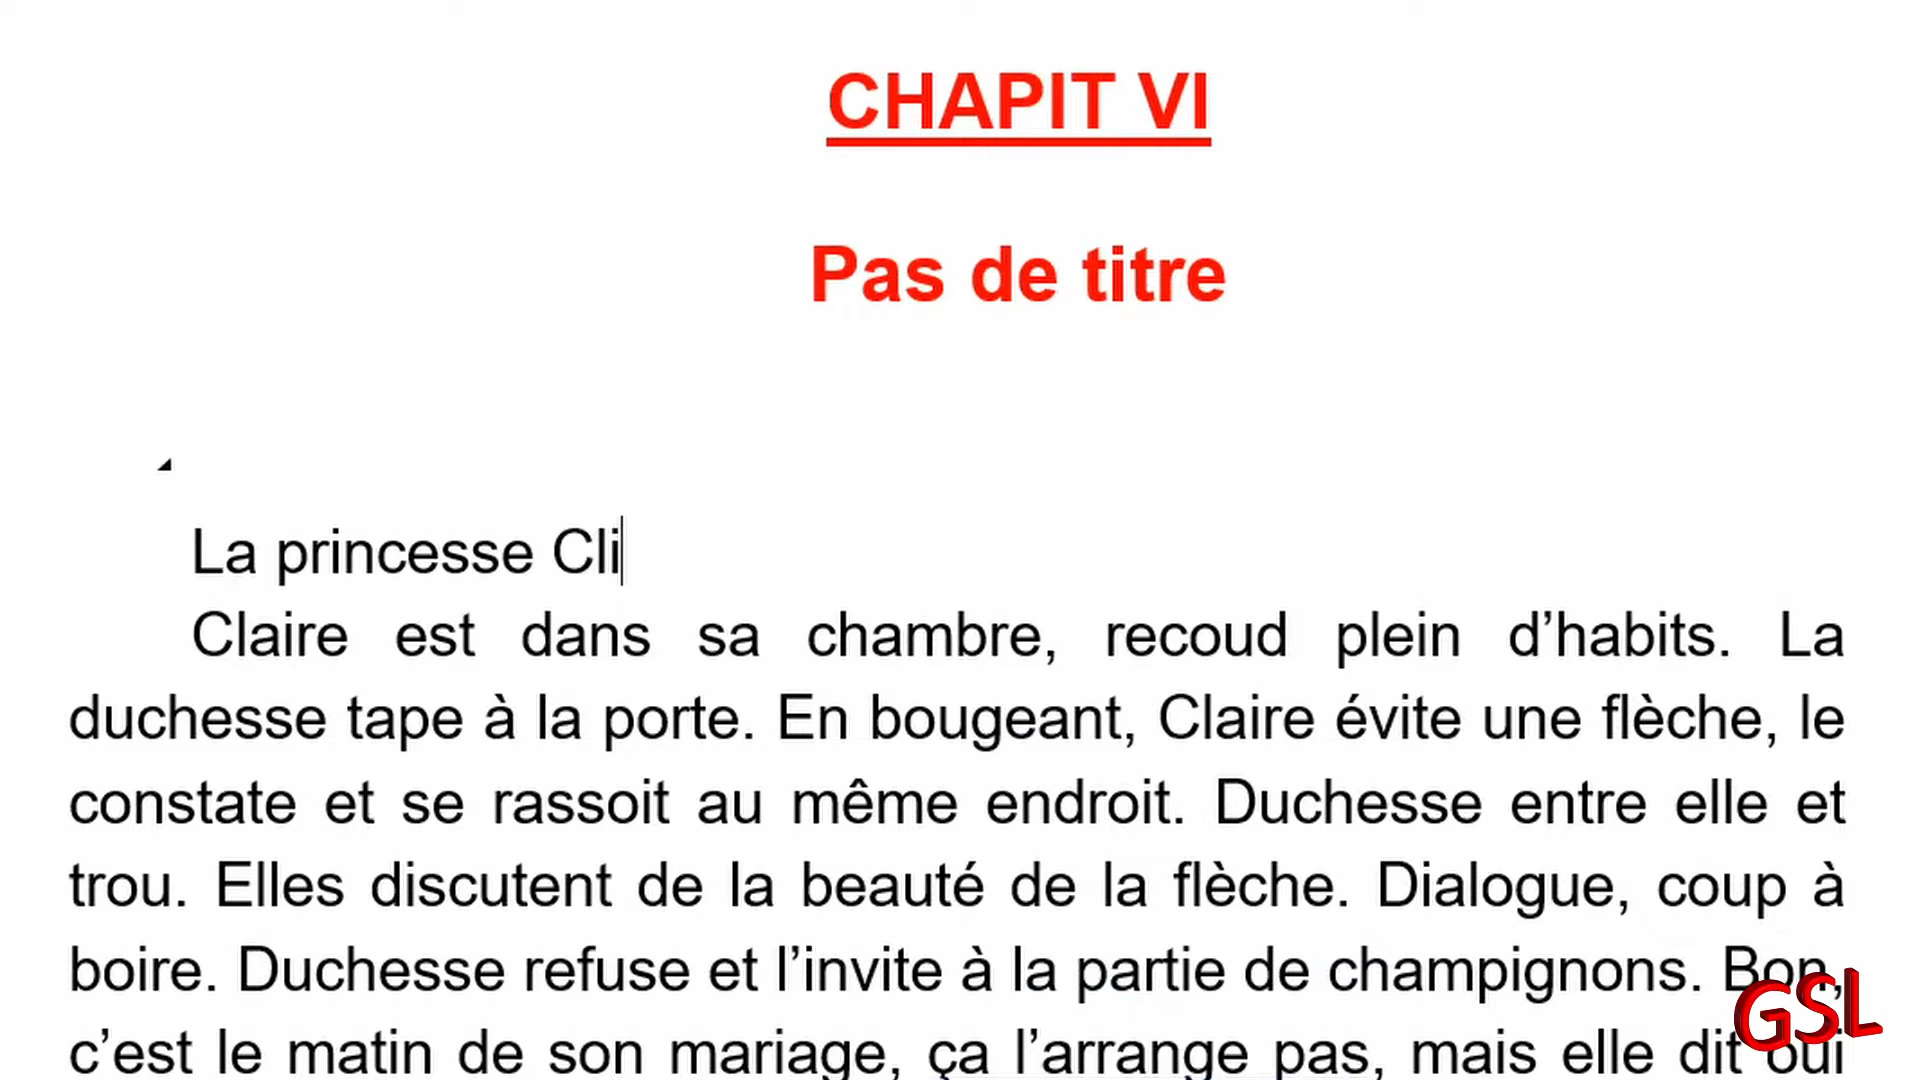 CHAPIT VI
Pas de titre
La princesse Cli
Claire est dans sa chambre, recoud plein d’habits. La
duchesse tape à la porte. En bougeant, Claire évite une flèche, le
constate et se rassoit au même endroit. Duchesse entre elle et
trou. Elles discutent de la beauté de la flèche. Dialogue, coup à
boire. Duchesse refuse et l’invite à la partie de champignons. Bon,
c’est le matin de son mariage, ça l’arrange pas, mais elle dit oui
GSL